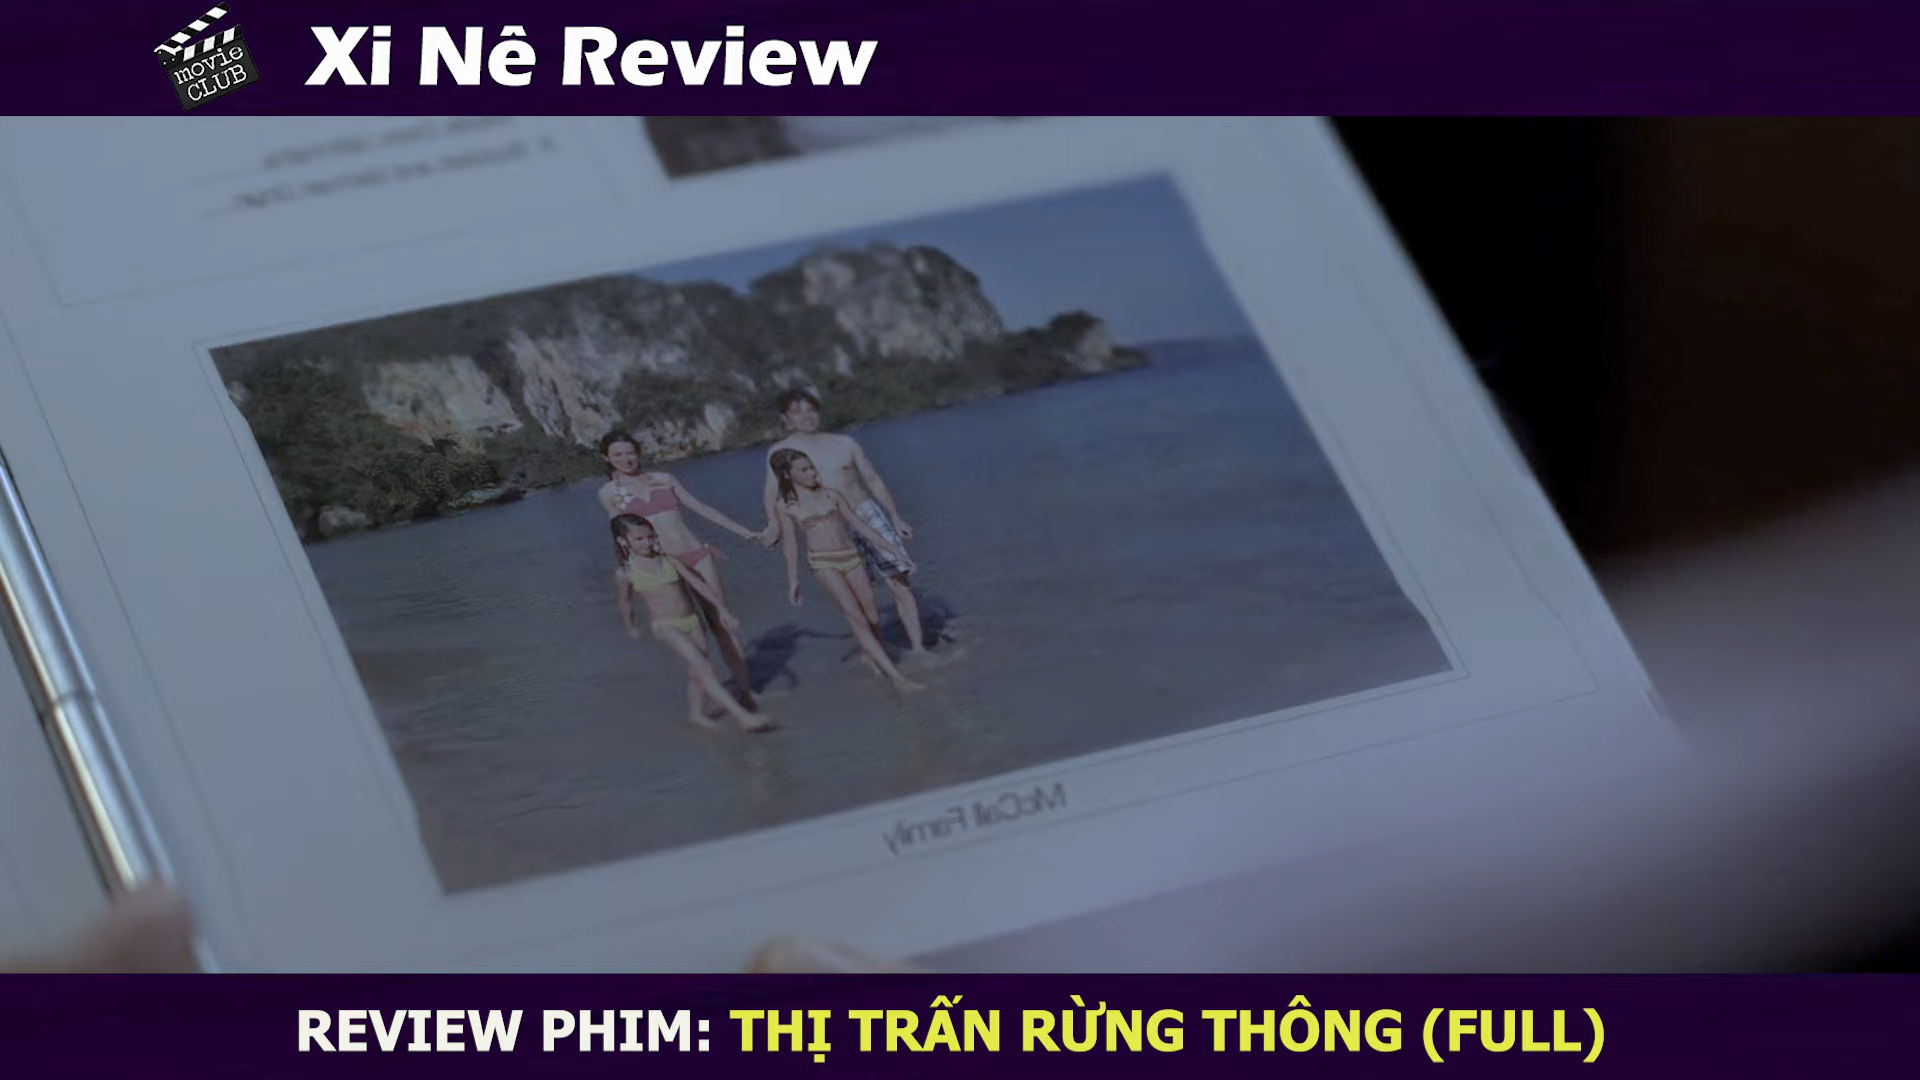 movie
CLUB
Xi Nê Review
McCall Family
REVIEW PHIM: THỊ TRẤN RỪNG THÔNG (FULL)